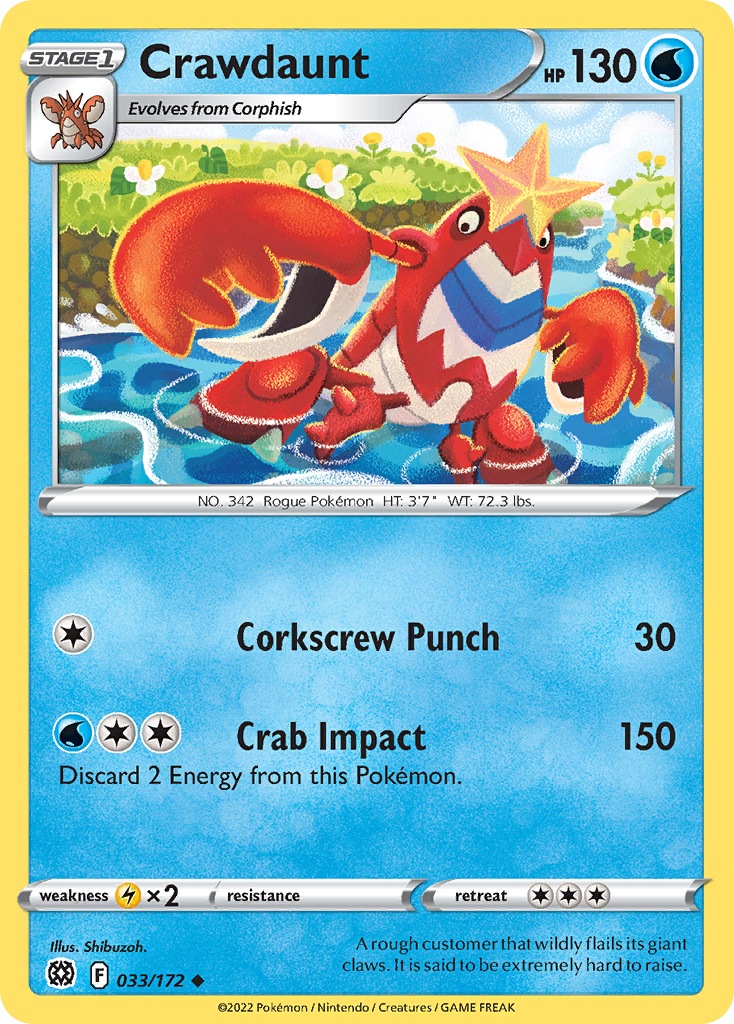 STAGE 1
Crawdaunt
HP 130
Evolves from Corphish
NO. 342 Rogue Pokémon HT: 3'7" WT: 72.3 lbs.
Corkscrew Punch 30
Crab Impact 150
Discard 2 Energy from this Pokémon.
weakness ×2 resistance retreat
Illus. Shibuzoh.
A rough customer that wildly flails its giant
claws. It is said to be extremely hard to raise.
F 033/172
©2022 Pokémon / Nintendo / Creatures / GAME FREAK